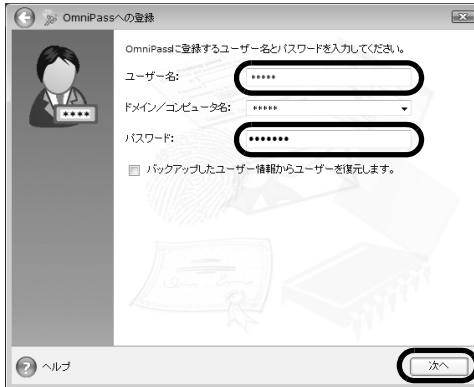 OmniPassへの登録
OmniPassに登録するユーザー名とパスワードを入力してください。
ユーザー名: *****
ドメイン／コンピュータ名: *****
パスワード: •••••••
バックアップしたユーザー情報からユーザーを復元します。
****
ヘルプ
次へ